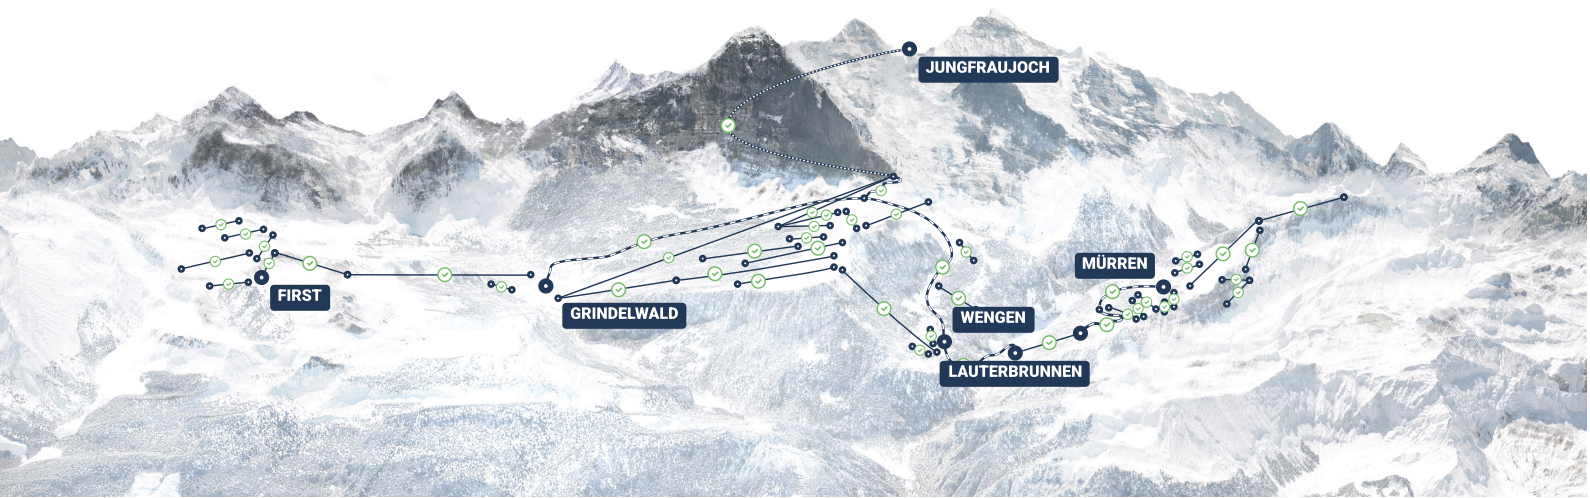 JUNGFRAUJOCH
MÜRREN
FIRST
GRINDELWALD
WENGEN
LAUTERBRUNNEN